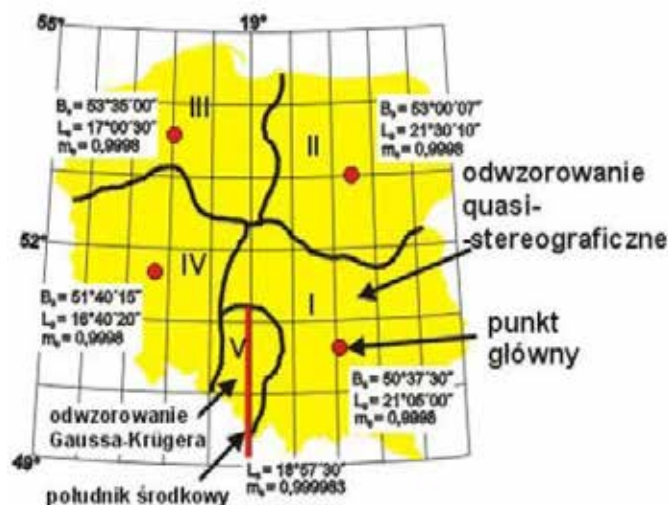 55°
19°
B₀ = 53°35´00˝
L₀ = 17°00´30˝
m₀ = 0,9998
III
B₀ = 53°00´07˝
L₀ = 21°30´10˝
m₀ = 0,9998
II
odwzorowanie
quasi-
-stereograficzne
52°
IV
I
B₀ = 51°40´15˝
L₀ = 16°40´20˝
m₀ = 0,9998
V
punkt
główny
B₀ = 50°37´30˝
L₀ = 21°05´00˝
m₀ = 0,9998
odwzorowanie
Gaussa-Krügera
49°
L₀ = 18°57´30˝
m₀ = 0,999983
południk środkowy